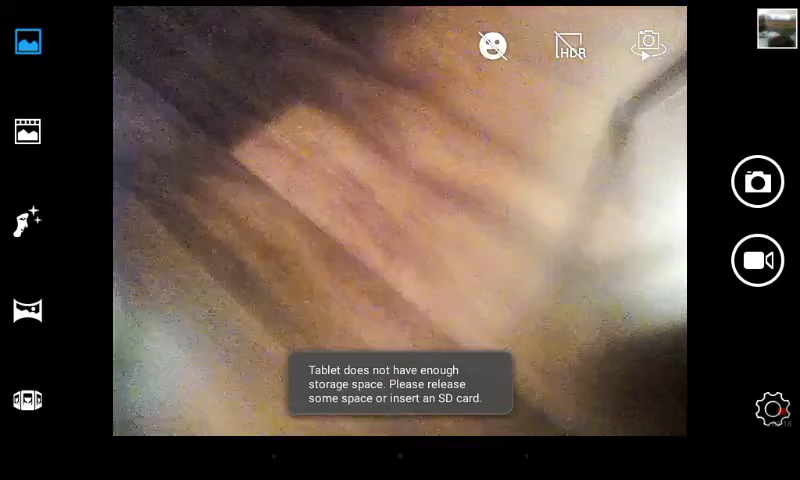 HDR
Tablet does not have enough
storage space. Please release
some space or insert an SD card.